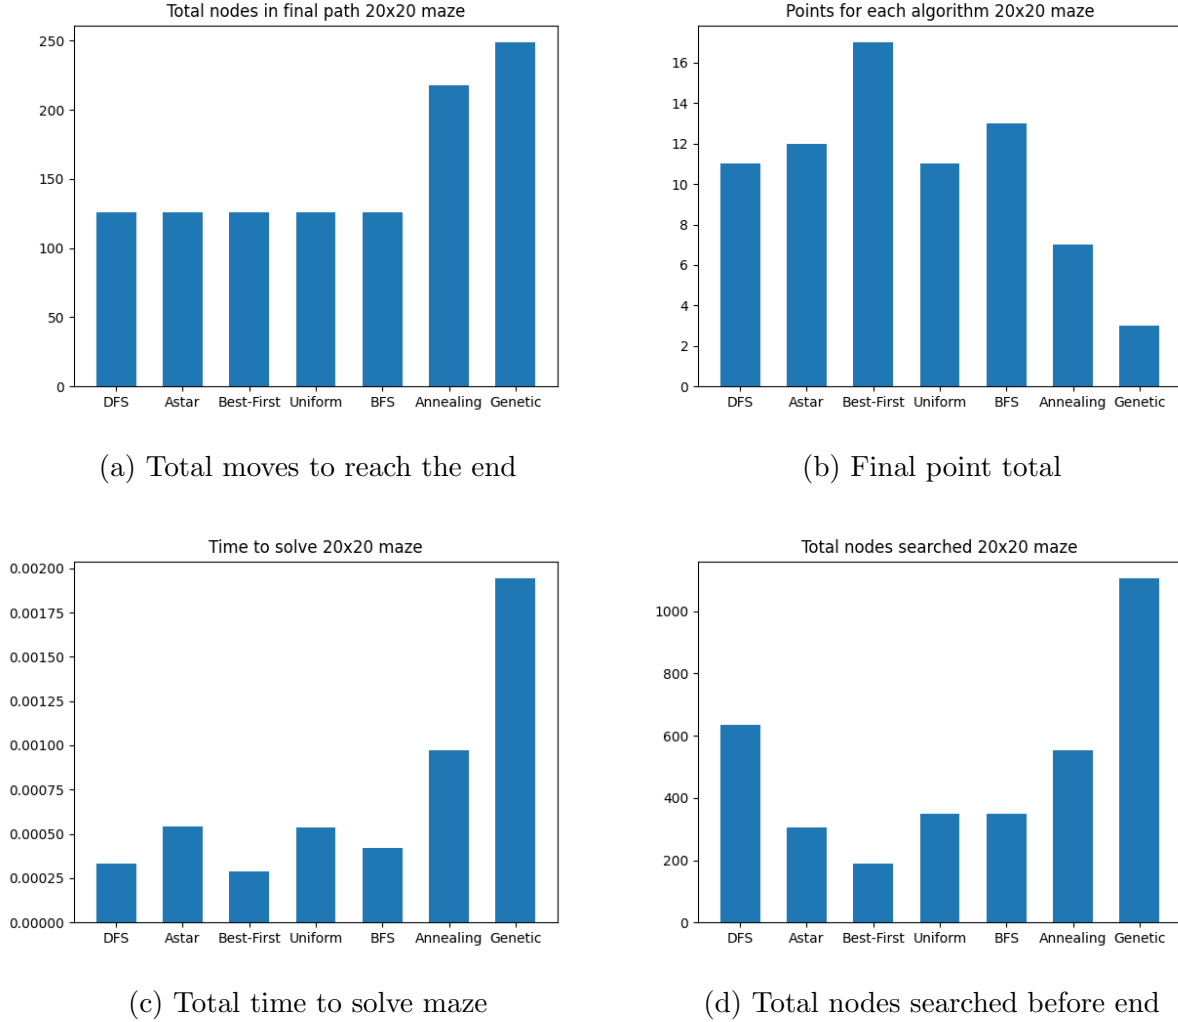 Total nodes in final path 20x20 maze
250
200
150
100
50
0
DFS Astar Best-First Uniform BFS Annealing Genetic
(a) Total moves to reach the end
Points for each algorithm 20x20 maze
16
14
12
10
8
6
4
2
0
DFS Astar Best-First Uniform BFS Annealing Genetic
(b) Final point total
Time to solve 20x20 maze
0.00200
0.00175
0.00150
0.00125
0.00100
0.00075
0.00050
0.00025
0.00000
DFS Astar Best-First Uniform BFS Annealing Genetic
(c) Total time to solve maze
Total nodes searched 20x20 maze
1000
800
600
400
200
0
DFS Astar Best-First Uniform BFS Annealing Genetic
(d) Total nodes searched before end